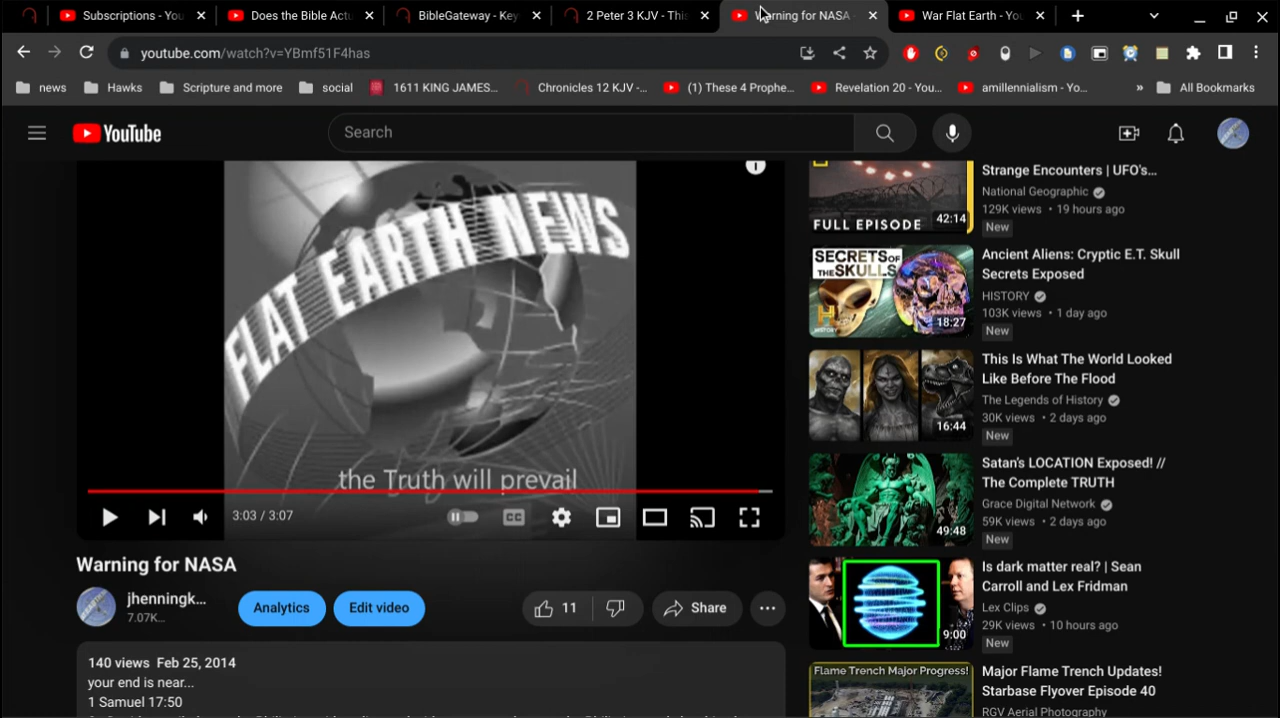 Subscriptions - You
Does the Bible Actu
BibleGateway - Key
2 Peter 3 KJV - This
rning for NASA -
War Flat Earth - You
youtube.com/watch?v=YBmf51F4has
news
Hawks
Scripture and more
social
1611 KING JAMES...
Chronicles 12 KJV -...
(1) These 4 Prophe...
Revelation 20 - You...
amillennialism - Yo...
»
All Bookmarks
YouTube
Search
FLAT EARTH NEWS
the Truth will prevail
3:03 / 3:07
CC
Warning for NASA
jhenningk...
7.07K...
Analytics
Edit video
11
Share
140 views Feb 25, 2014
your end is near...
1 Samuel 17:50
FULL EPISODE
42:14
Strange Encounters | UFO's...
National Geographic
129K views • 19 hours ago
New
SECRETS OF
THE SKULLS
H
HISTORY
18:27
Ancient Aliens: Cryptic E.T. Skull
Secrets Exposed
HISTORY
103K views • 1 day ago
New
16:44
This Is What The World Looked
Like Before The Flood
The Legends of History
30K views • 2 days ago
New
49:48
Satan's LOCATION Exposed! //
The Complete TRUTH
Grace Digital Network
59K views • 2 days ago
New
9:00
Is dark matter real? | Sean
Carroll and Lex Fridman
Lex Clips
29K views • 10 hours ago
New
Flame Trench Major Progress!
Major Flame Trench Updates!
Starbase Flyover Episode 40
RGV Aerial Photography